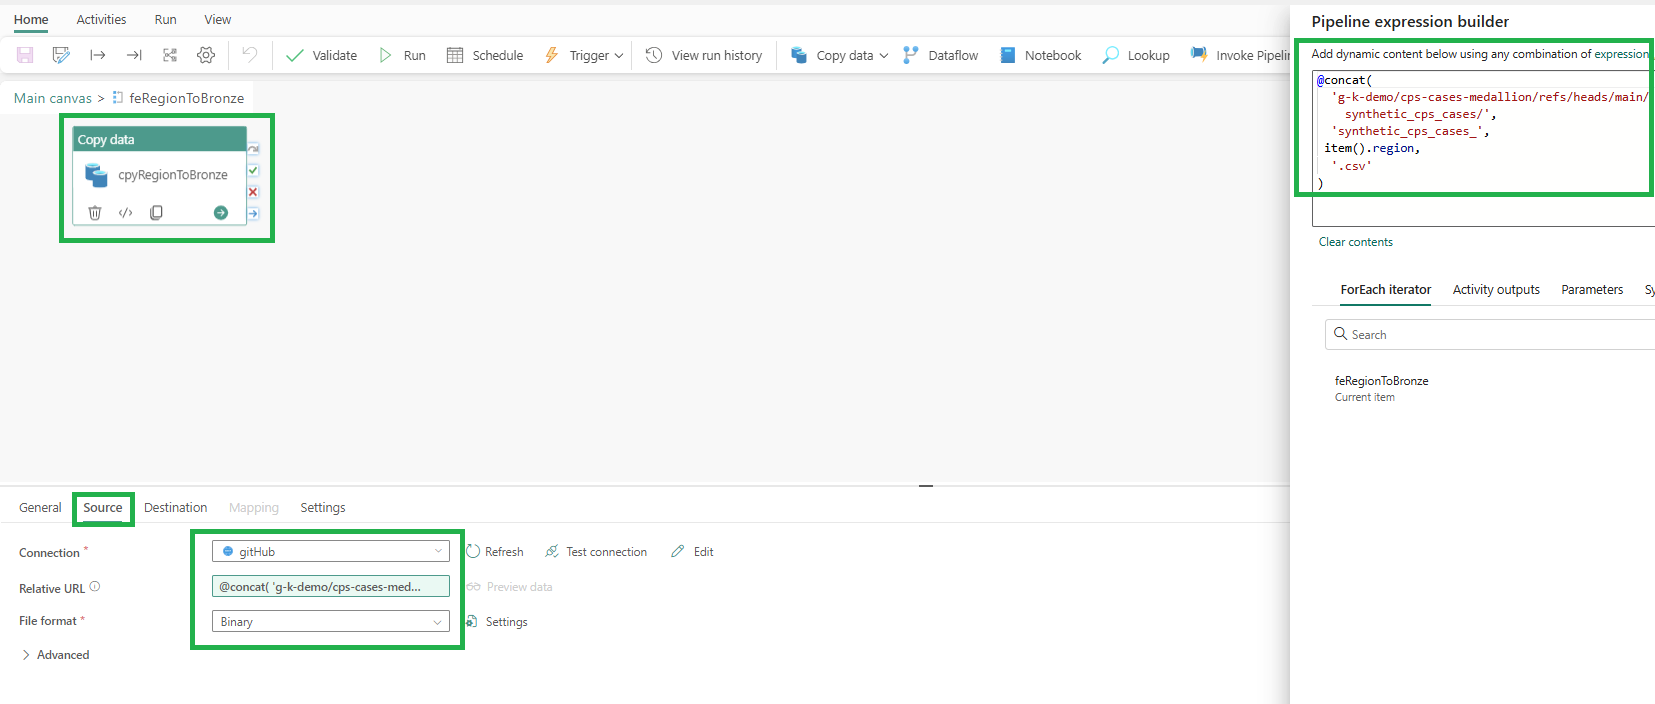 Home Activities Run View
Validate Run Schedule Trigger View run history Copy data Dataflow Notebook Lookup
Main canvas > feRegionToBronze
Copy data
cpyRegionToBronze
General Source Destination Mapping Settings
Connection * gitHub Refresh Test connection Edit
Relative URL @concat( 'g-k-demo/cps-cases-med... Preview data
File format * Binary Settings
Advanced
Pipeline expression builder
Add dynamic content below using any combination of expression
@concat(
'g-k-demo/cps-cases-medallion/refs/heads/main/
synthetic_cps_cases/',
'synthetic_cps_cases_',
item().region,
'.csv'
)
Clear contents
ForEach iterator Activity outputs Parameters
Search
feRegionToBronze
Current item